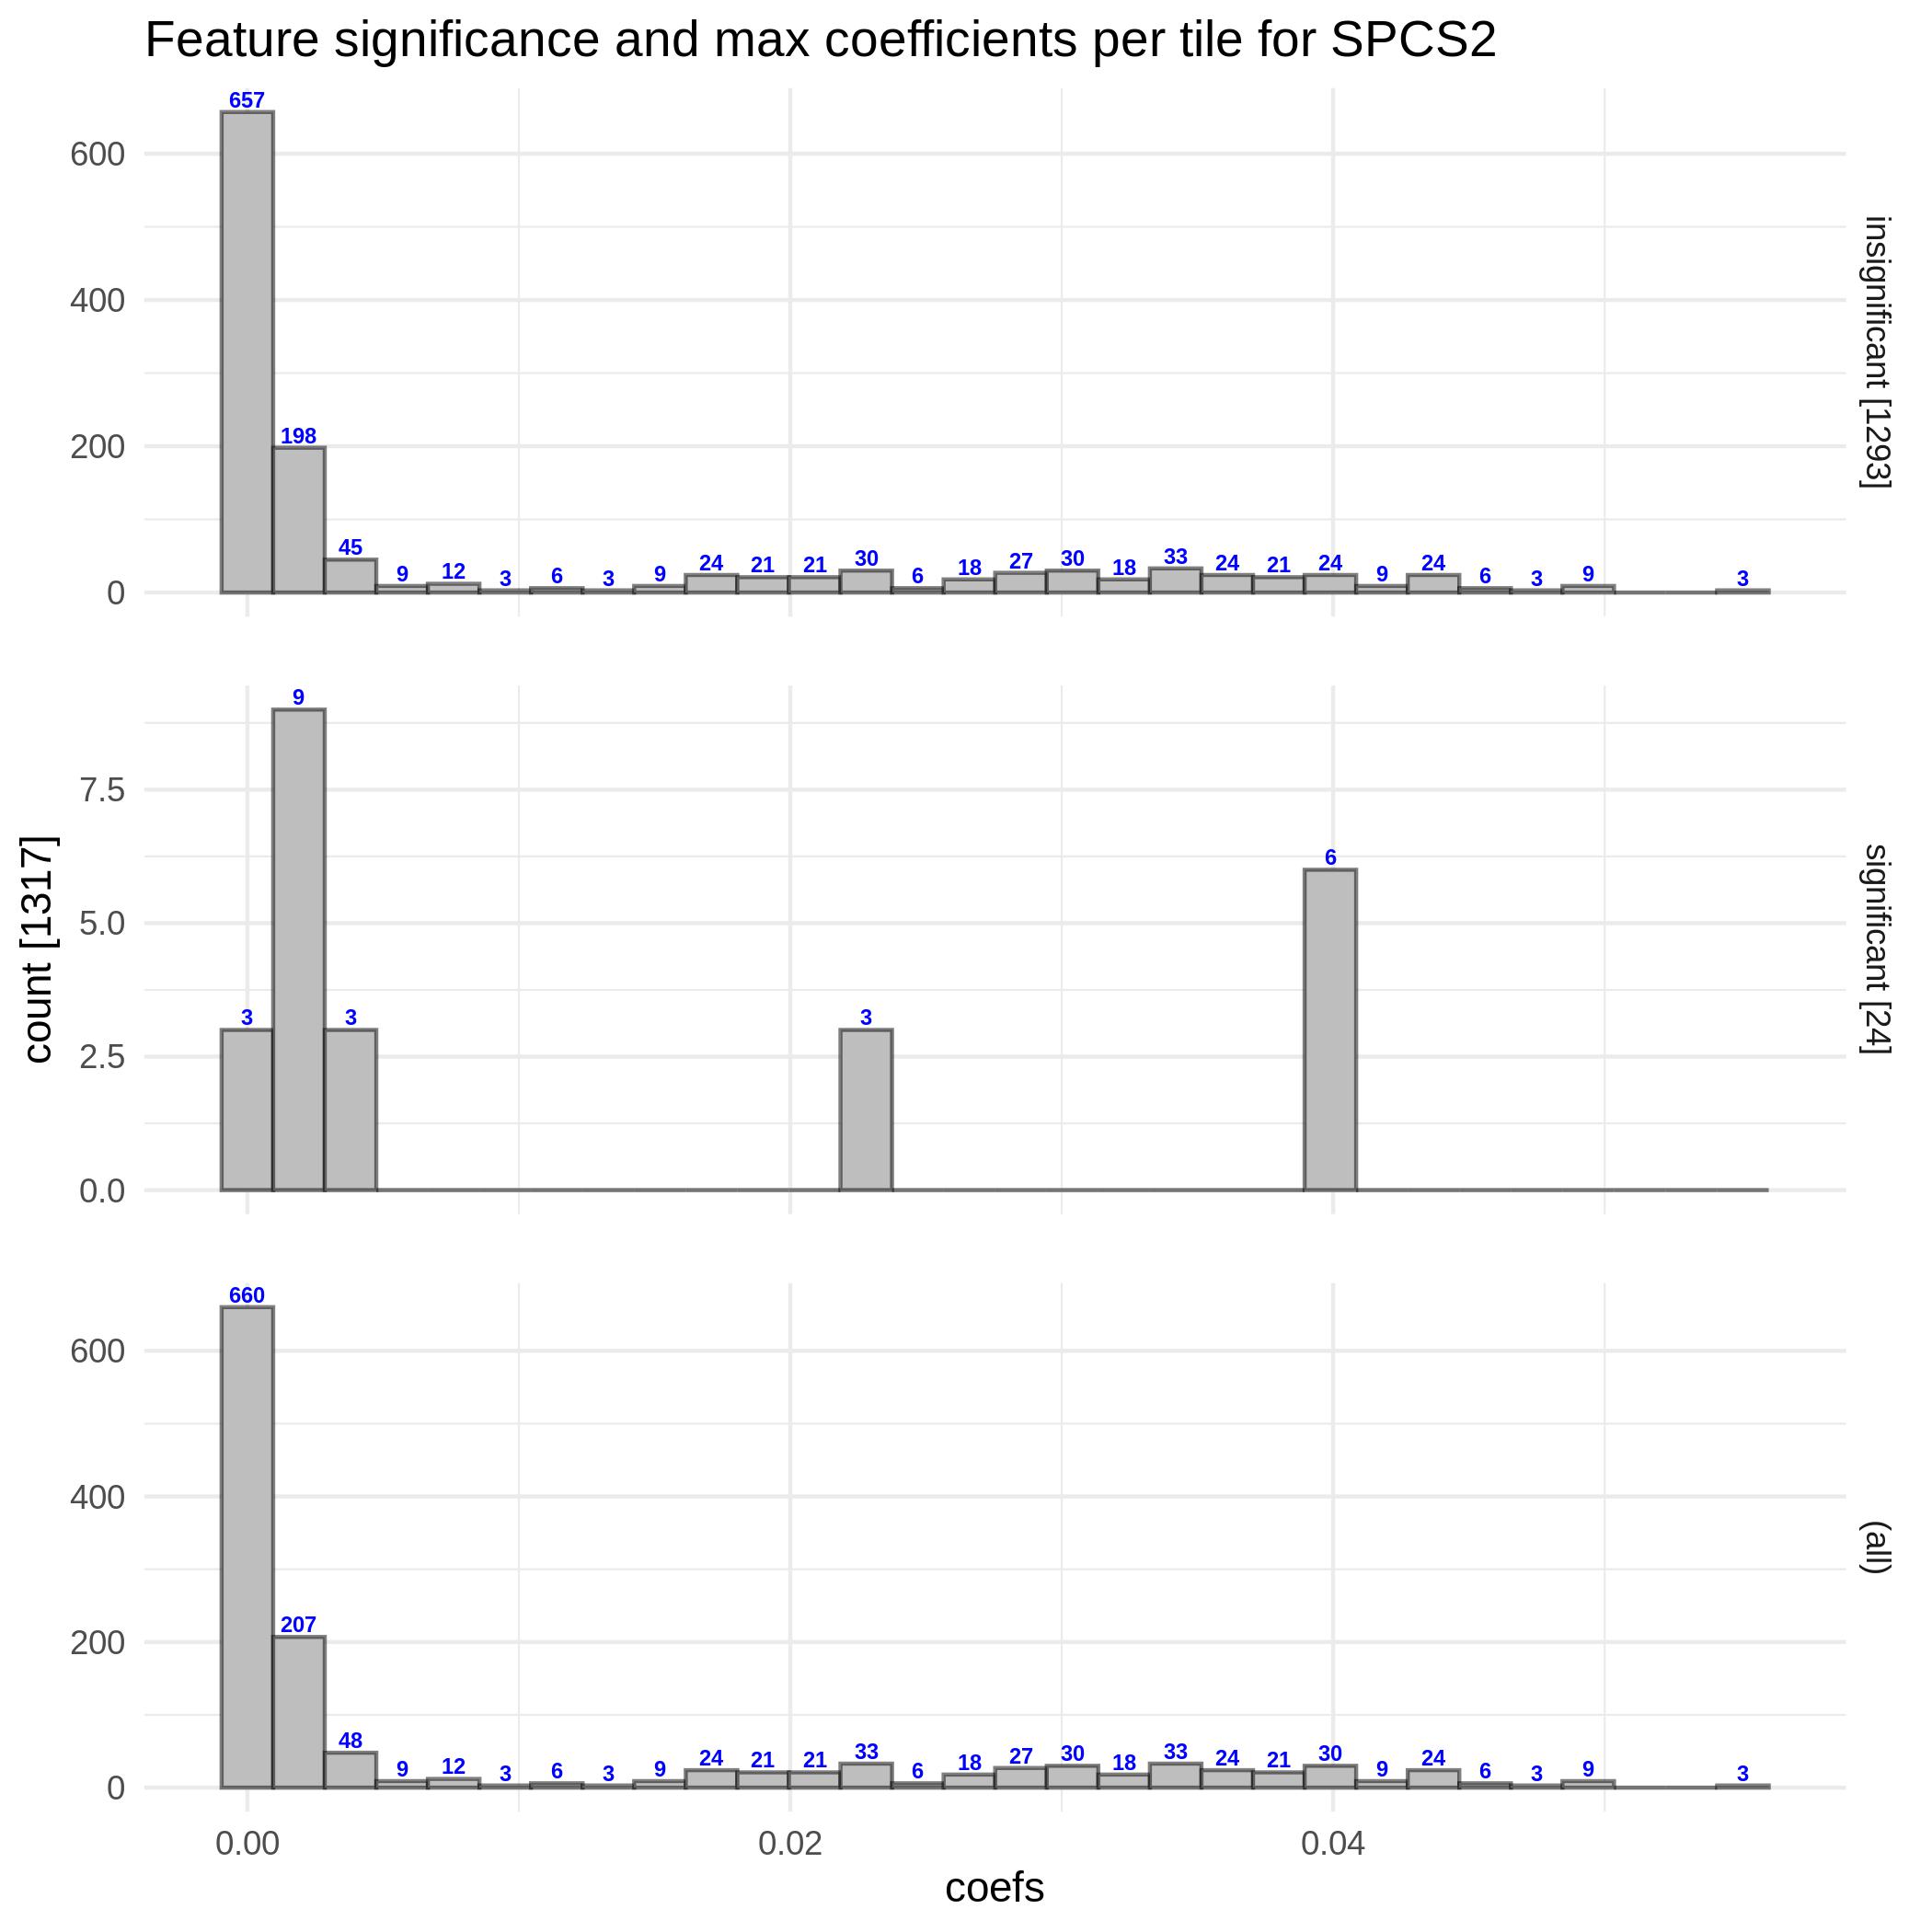 Feature significance and max coefficients per tile for SPCS2
657
600
400
200
0
198
45
9 12 3 6 3 9 24 21 21 30 6 18 27 30 18 33 24 21 24 9 24 6 3 9 3
insignificant [1293]
9
7.5
5.0
2.5
0.0
3 3 3 6
significant [24]
count [1317]
660
600
400
200
0
207
48
9 12 3 6 3 9 24 21 21 33 6 18 27 30 18 33 24 21 30 9 24 6 3 9 3
(all)
0.00 0.02 0.04
coefs